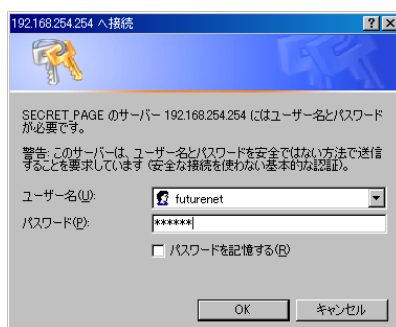 192.168.254.254 へ接続
SECRET_PAGE のサーバー 192.168.254.254 にはユーザー名とパスワード
が必要です。
警告: このサーバーは、ユーザー名とパスワードを安全ではない方法で送信
することを要求しています (安全な接続を使わない基本的な認証)。
ユーザー名(U):
futurenet
パスワード(P):
******
パスワードを記憶する(R)
OK
キャンセル